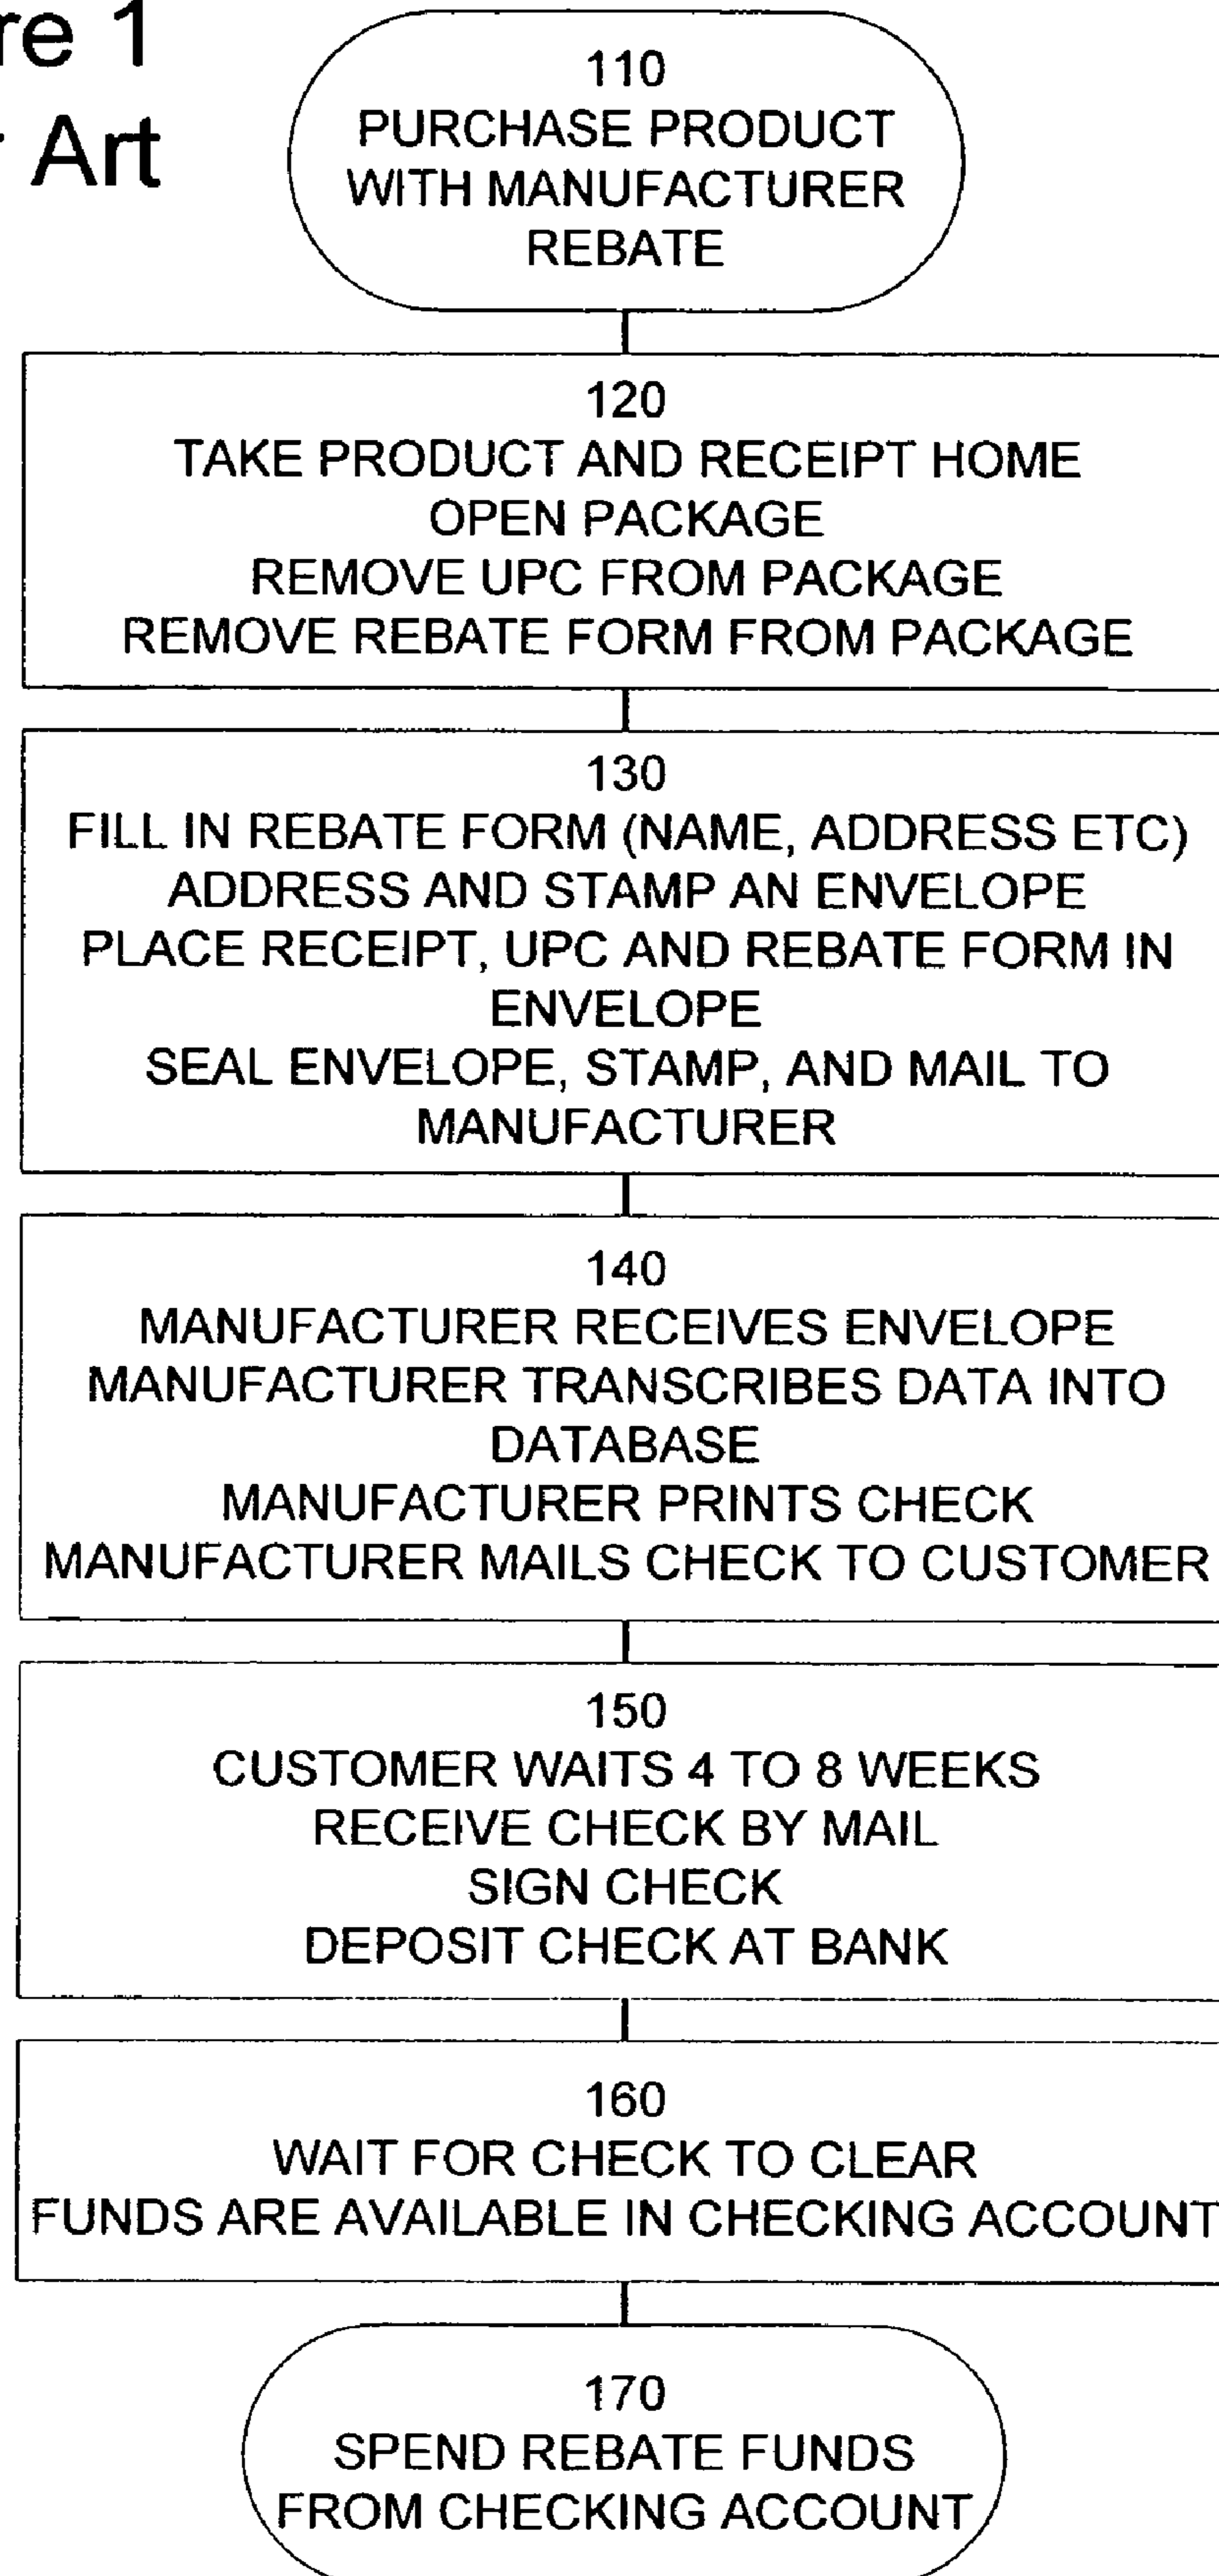 re 1
Art
110
PURCHASE PRODUCT
WITH MANUFACTURER
REBATE
120
TAKE PRODUCT AND RECEIPT HOME
OPEN PACKAGE
REMOVE UPC FROM PACKAGE
REMOVE REBATE FORM FROM PACKAGE
130
FILL IN REBATE FORM (NAME, ADDRESS ETC)
ADDRESS AND STAMP AN ENVELOPE
PLACE RECEIPT, UPC AND REBATE FORM IN
ENVELOPE
SEAL ENVELOPE, STAMP, AND MAIL TO
MANUFACTURER
140
MANUFACTURER RECEIVES ENVELOPE
MANUFACTURER TRANSCRIBES DATA INTO
DATABASE
MANUFACTURER PRINTS CHECK
MANUFACTURER MAILS CHECK TO CUSTOMER
150
CUSTOMER WAITS 4 TO 8 WEEKS
RECEIVE CHECK BY MAIL
SIGN CHECK
DEPOSIT CHECK AT BANK
160
WAIT FOR CHECK TO CLEAR
FUNDS ARE AVAILABLE IN CHECKING ACCOUNT
170
SPEND REBATE FUNDS
FROM CHECKING ACCOUNT